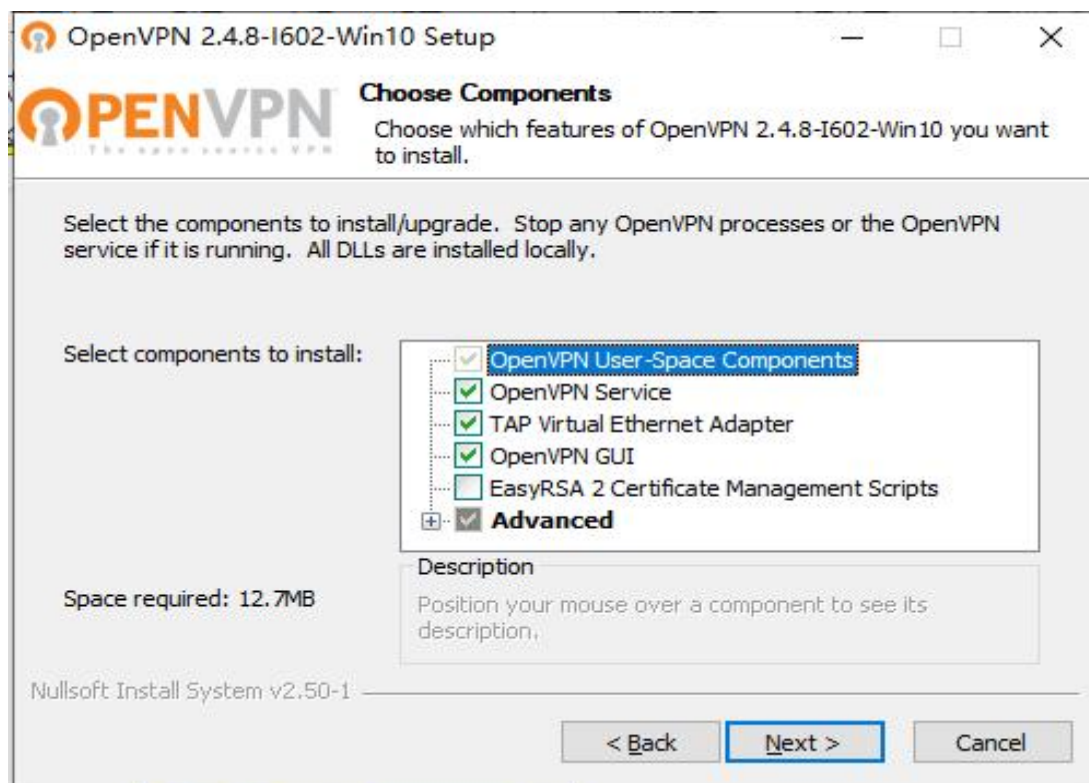 OpenVPN 2.4.8-I602-Win10 Setup
OPENVPN
The open source VPN
Choose Components
Choose which features of OpenVPN 2.4.8-I602-Win10 you want
to install.
Select the components to install/upgrade. Stop any OpenVPN processes or the OpenVPN
service if it is running. All DLLs are installed locally.
Select components to install:
OpenVPN User-Space Components
OpenVPN Service
TAP Virtual Ethernet Adapter
OpenVPN GUI
EasyRSA 2 Certificate Management Scripts
Advanced
Space required: 12.7MB
Description
Position your mouse over a component to see its
description.
Nullsoft Install System v2.50-1
< Back
Next >
Cancel